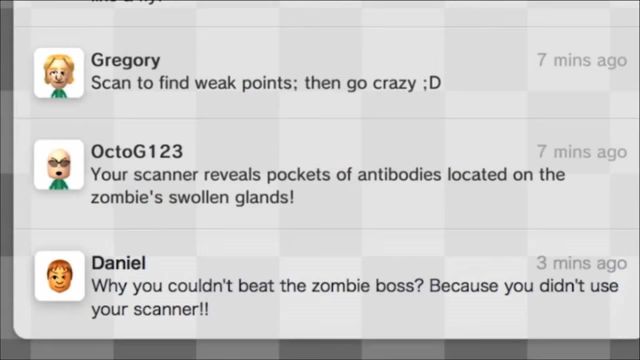 Gregory 7 mins ago
Scan to find weak points; then go crazy ;D
OctoG123 7 mins ago
Your scanner reveals pockets of antibodies located on the
zombie's swollen glands!
Daniel 3 mins ago
Why you couldn't beat the zombie boss? Because you didn't use
your scanner!!